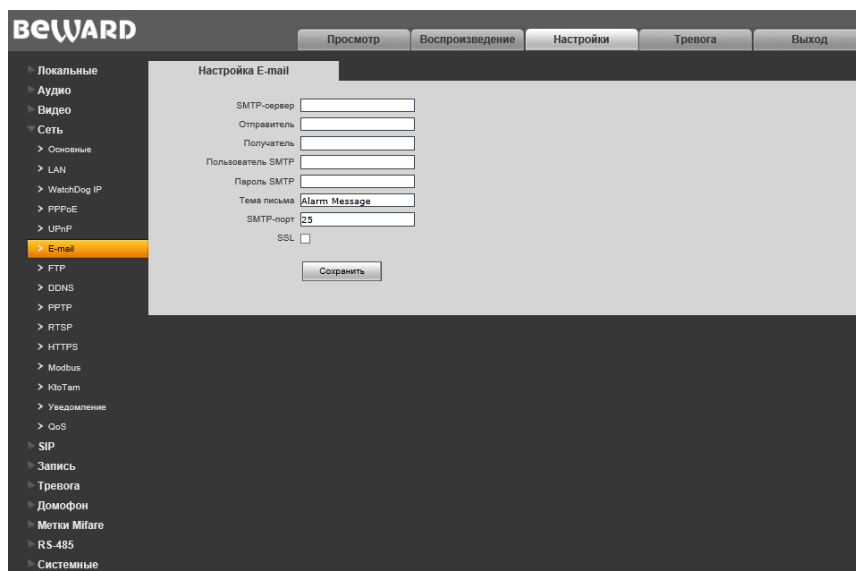 BEWARD
Просмотр Воспроизведение Настройки Тревога Выход
Локальные
Аудио
Видео
Сеть
Основные
LAN
WatchDog IP
PPPoE
UPnP
E-mail
FTP
DDNS
PPTP
RTSP
HTTPS
Modbus
KtoTam
Уведомление
QoS
SIP
Запись
Тревога
Домофон
Метки Mifare
RS-485
Системные
Настройка E-mail
SMTP-сервер
Отправитель
Получатель
Пользователь SMTP
Пароль SMTP
Тема письма Alarm Message
SMTP-порт 25
SSL
Сохранить